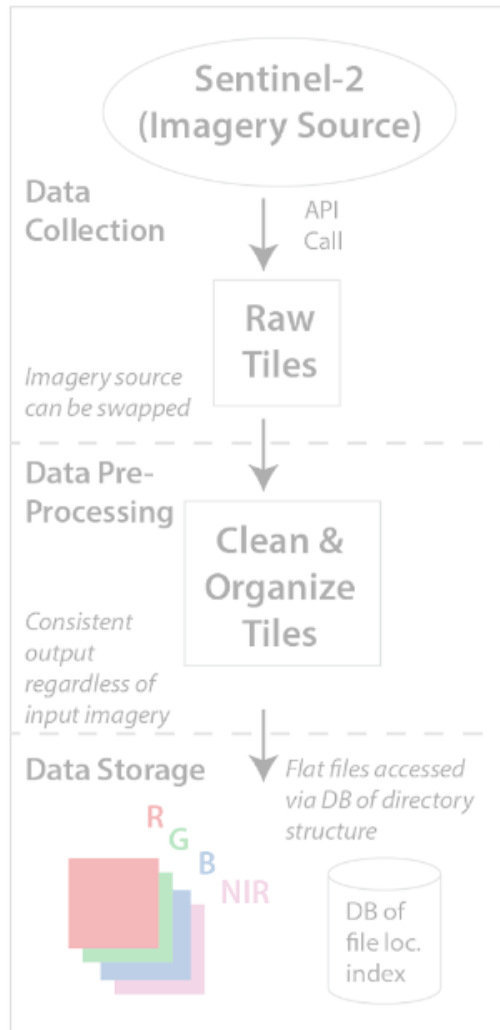 Sentinel-2
(Imagery Source)
Data
Collection
API
Call
Raw
Tiles
Imagery source
can be swapped
Data Pre-
Processing
Clean &
Organize
Tiles
Consistent
output
regardless of
input imagery
Data Storage
Flat files accessed
via DB of directory
structure
R
G
B
NIR
DB of
file loc.
index